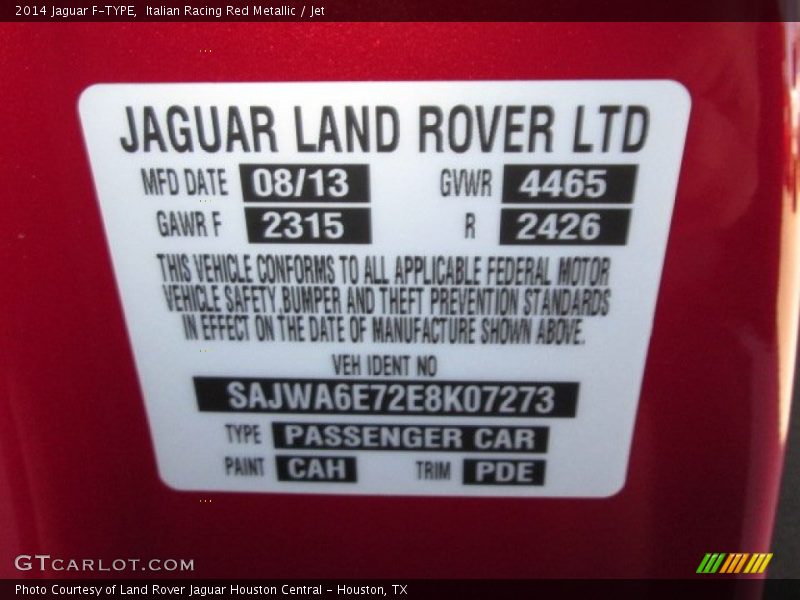 2014 Jaguar F-TYPE, Italian Racing Red Metallic / Jet
JAGUAR LAND ROVER LTD
MFD DATE 08/13 GVWR 4465
GAWR F 2315 R 2426
THIS VEHICLE CONFORMS TO ALL APPLICABLE FEDERAL MOTOR
VEHICLE SAFETY,BUMPER AND THEFT PREVENTION STANDARDS
IN EFFECT ON THE DATE OF MANUFACTURE SHOWN ABOVE.
VEH IDENT NO
SAJWA6E72E8K07273
TYPE PASSENGER CAR
PAINT CAH TRIM PDE
GTCARLOT.COM
Photo Courtesy of Land Rover Jaguar Houston Central - Houston, TX